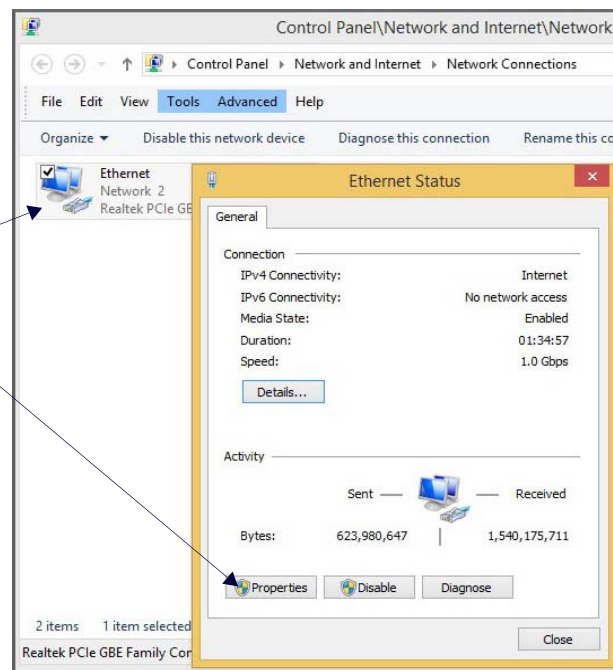 Control Panel\Network and Internet\Network
Control Panel Network and Internet Network Connections
File Edit View Tools Advanced Help
Organize Disable this network device Diagnose this connection Rename this co
Ethernet
Network 2
Realtek PCIe GB
Ethernet Status
General
Connection
IPv4 Connectivity: Internet
IPv6 Connectivity: No network access
Media State: Enabled
Duration: 01:34:57
Speed: 1.0 Gbps
Details...
Activity
Sent Received
Bytes: 623,980,647 1,540,175,711
Properties Disable Diagnose
Close
2 items 1 item selected
Realtek PCIe GBE Family Con